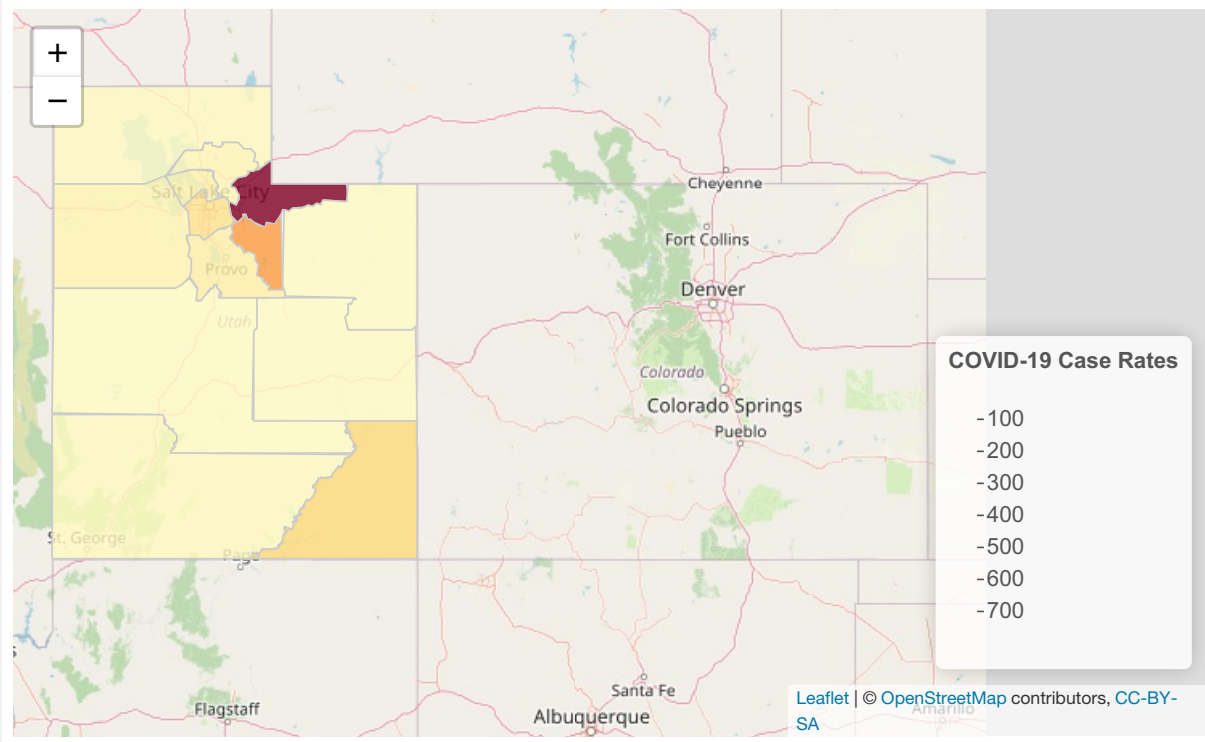 +
−
Salt Lake City
Cheyenne
Fort Collins
Provo
Denver
Utah
COVID-19 Case Rates
Colorado
Colorado Springs
-100
Pueblo
-200
-300
-400
-500
St. George
Page
-600
-700
Santa Fe
Flagstaff
Albuquerque
Leaflet | © OpenStreetMap contributors, CC-BY-
SA
Amarillo